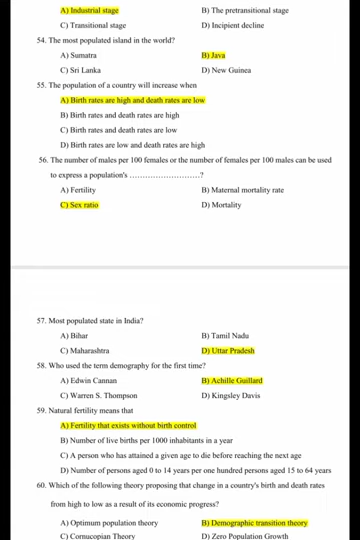 A) Industrial stage B) The pretransitional stage
C) Transitional stage D) Incipient decline
54. The most populated island in the world?
A) Sumatra B) Java
C) Sri Lanka D) New Guinea
55. The population of a country will increase when
A) Birth rates are high and death rates are low
B) Birth rates and death rates are high
C) Birth rates and death rates are low
D) Birth rates are low and death rates are high
56. The number of males per 100 females or the number of females per 100 males can be used
to express a population's ………………………?
A) Fertility B) Maternal mortality rate
C) Sex ratio D) Mortality
57. Most populated state in India?
A) Bihar B) Tamil Nadu
C) Maharashtra D) Uttar Pradesh
58. Who used the term demography for the first time?
A) Edwin Cannan B) Achille Guillard
C) Warren S. Thompson D) Kingsley Davis
59. Natural fertility means that
A) Fertility that exists without birth control
B) Number of live births per 1000 inhabitants in a year
C) A person who has attained a given age to die before reaching the next age
D) Number of persons aged 0 to 14 years per one hundred persons aged 15 to 64 years
60. Which of the following theory proposing that change in a country's birth and death rates
from high to low as a result of its economic progress?
A) Optimum population theory B) Demographic transition theory
C) Cornucopian Theory D) Zero Population Growth